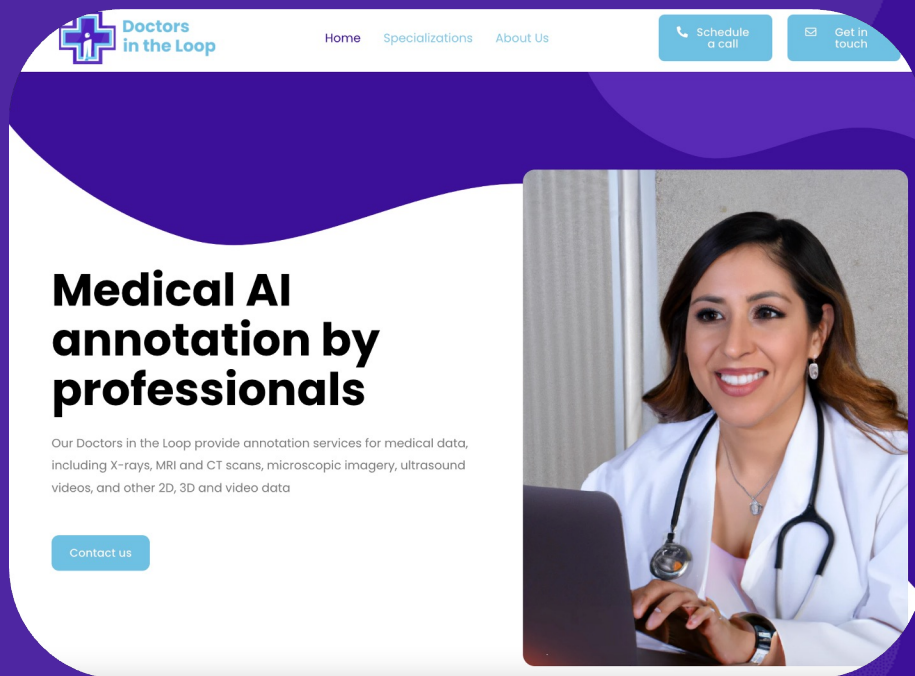 Doctors
in the Loop
Home Specializations About Us
Schedule
a call
Get in
touch
Medical AI
annotation by
professionals
Our Doctors in the Loop provide annotation services for medical data,
including X-rays, MRI and CT scans, microscopic imagery, ultrasound
videos, and other 2D, 3D and video data
Contact us